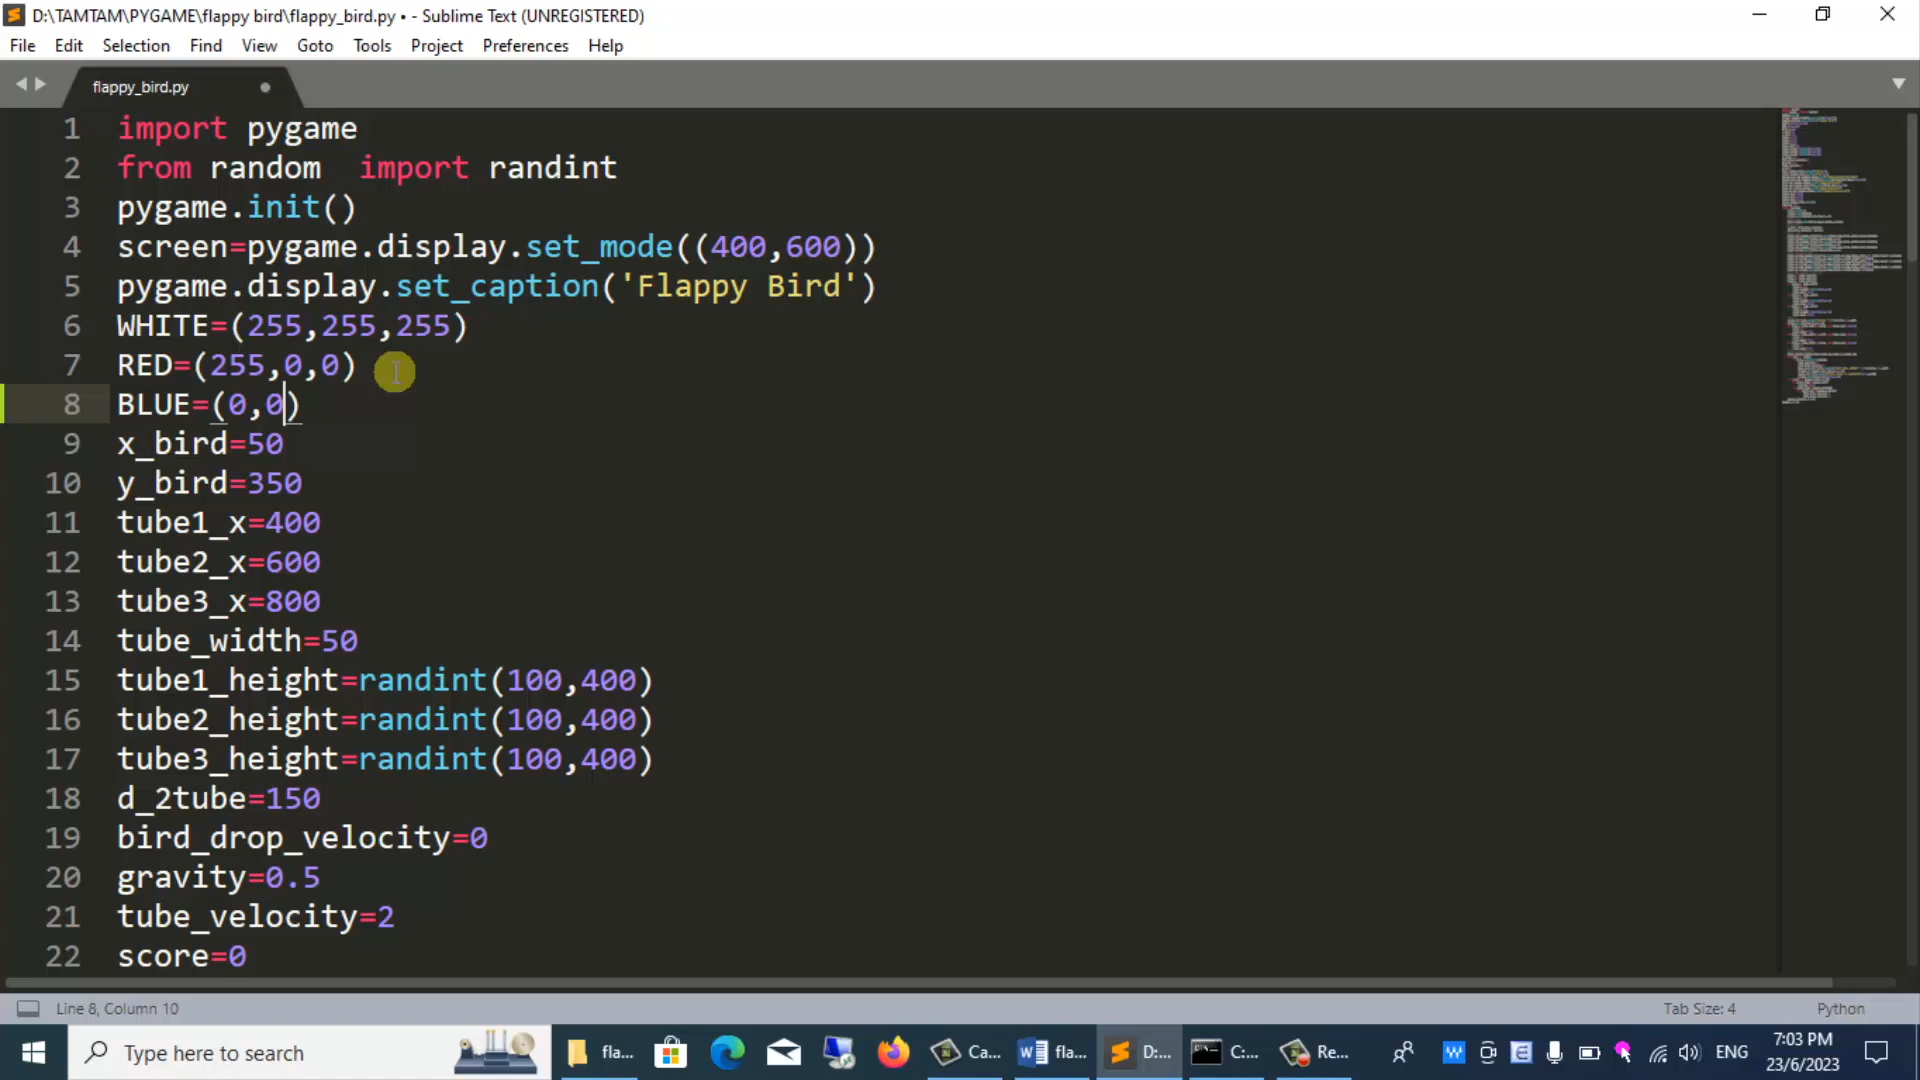 D:\TAMTAM\PYGAME\flappy bird\flappy_bird.py • - Sublime Text (UNREGISTERED)
File Edit Selection Find View Goto Tools Project Preferences Help
flappy_bird.py
1 import pygame
2 from random  import randint
3 pygame.init()
4 screen=pygame.display.set_mode((400,600))
5 pygame.display.set_caption('Flappy Bird')
6 WHITE=(255,255,255)
7 RED=(255,0,0)
8 BLUE=(0,0)
9 x_bird=50
10 y_bird=350
11 tube1_x=400
12 tube2_x=600
13 tube3_x=800
14 tube_width=50
15 tube1_height=randint(100,400)
16 tube2_height=randint(100,400)
17 tube3_height=randint(100,400)
18 d_2tube=150
19 bird_drop_velocity=0
20 gravity=0.5
21 tube_velocity=2
22 score=0
Line 8, Column 10 Tab Size: 4 Python
Type here to search fla... Ca... fla... D:... C:... Re... ENG 7:03 PM
23/6/2023